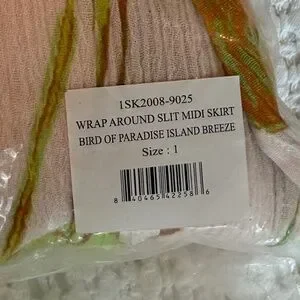 1SK2008-9025
WRAP AROUND SLIT MIDI SKIRT
BIRD OF PARADISE ISLAND BREEZE
Size : 1
8 40465 42258 6